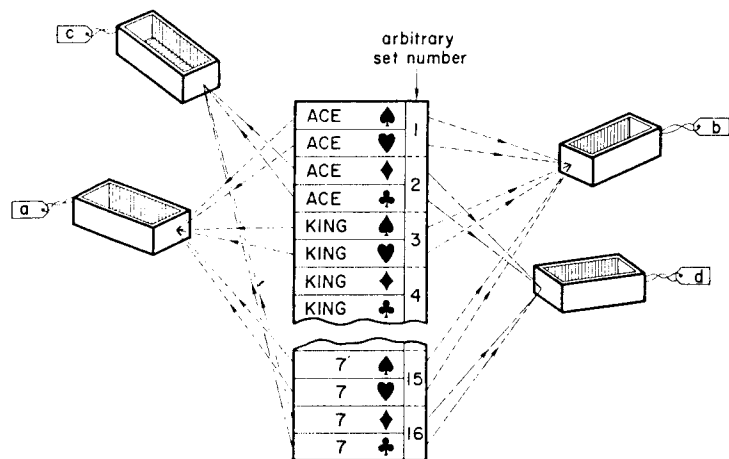 arbitrary
set number
c
b
a
d
ACE ♠ 1
ACE ♥
ACE ♦ 2
ACE ♣
KING ♠ 3
KING ♥
KING ♦ 4
KING ♣
7 ♠ 15
7 ♥
7 ♦ 16
7 ♣